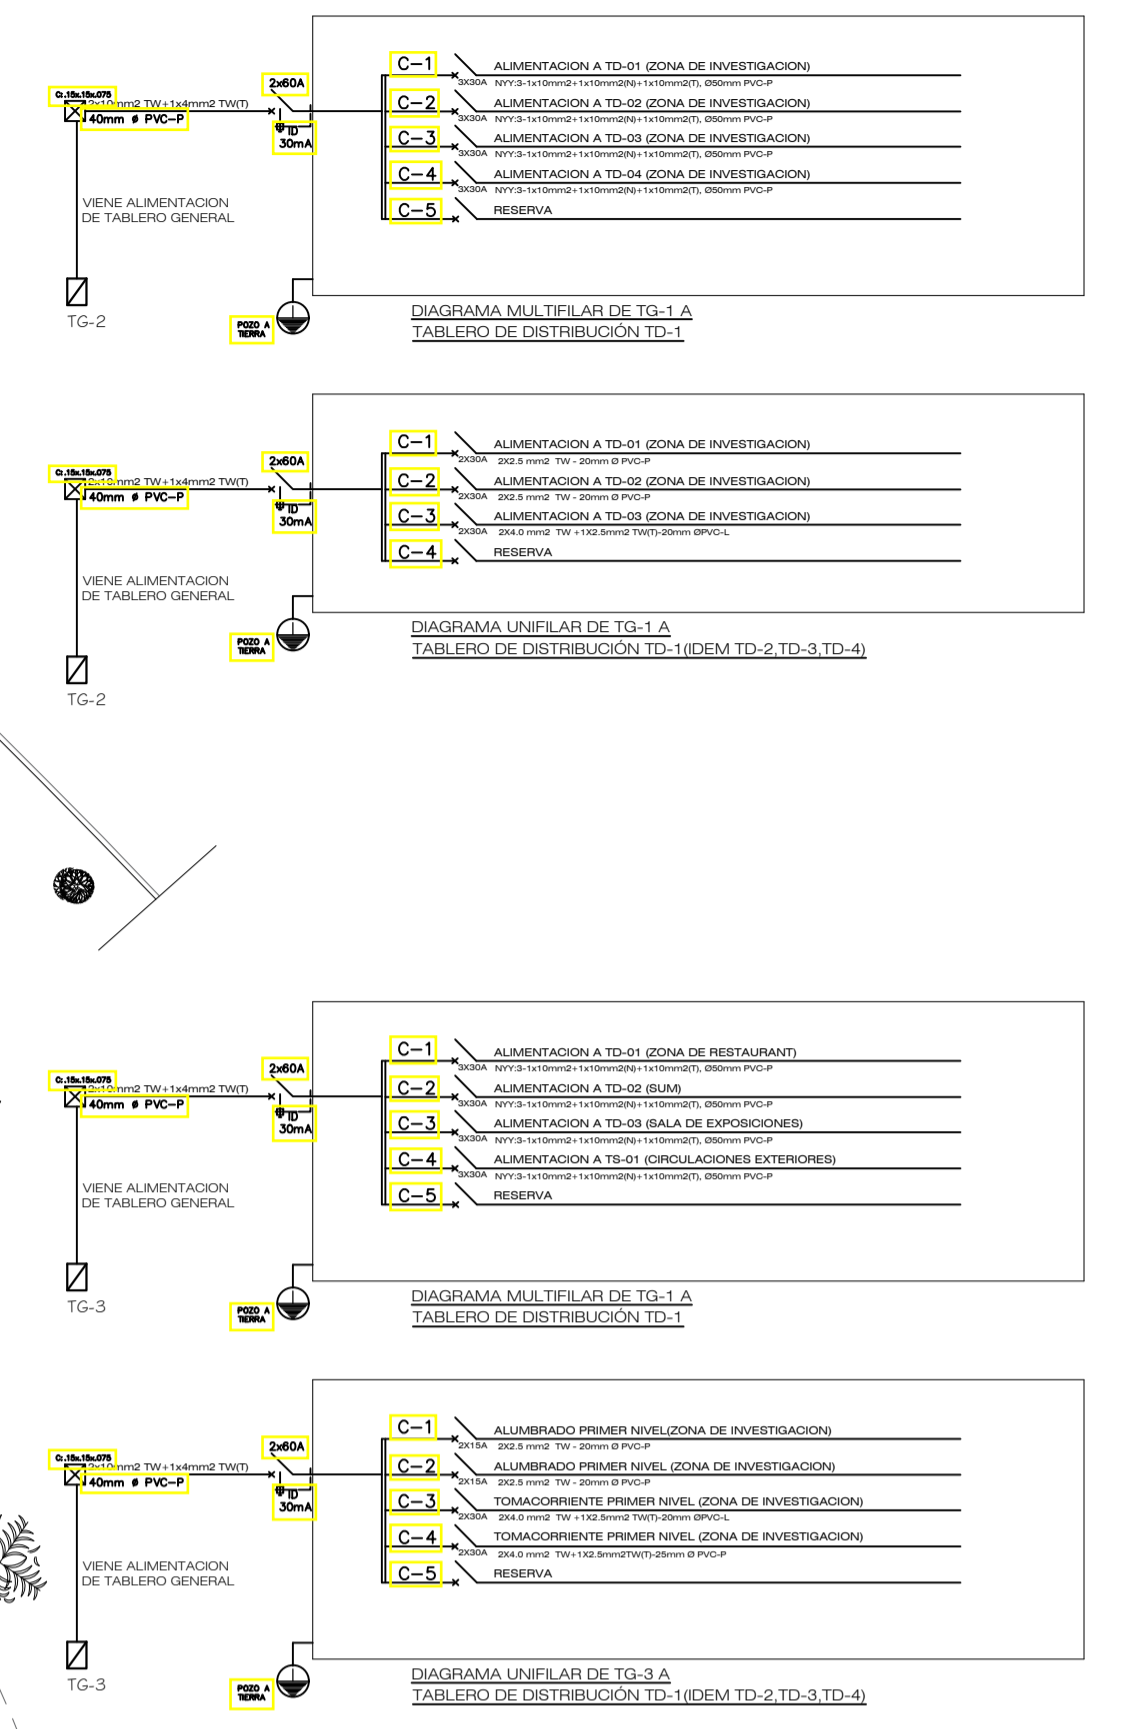 C-1
ALIMENTACION A TD-01 (ZONA DE INVESTIGACION)
2x60A
3X30A NYY:3-1x10mm2+1x10mm2(N)+1x10mm2(T), Ø50mm PVC-P
C:.15x.15x.075
C-2
ALIMENTACION A TD-02 (ZONA DE INVESTIGACION)
2x10mm2 TW+1x4mm2 TW(T)
40mm ø PVC-P
3X30A NYY:3-1x10mm2+1x10mm2(N)+1x10mm2(T), Ø50mm PVC-P
ID
30mA
C-3
ALIMENTACION A TD-03 (ZONA DE INVESTIGACION)
3X30A NYY:3-1x10mm2+1x10mm2(N)+1x10mm2(T), Ø50mm PVC-P
C-4
ALIMENTACION A TD-04 (ZONA DE INVESTIGACION)
3X30A NYY:3-1x10mm2+1x10mm2(N)+1x10mm2(T), Ø50mm PVC-P
VIENE ALIMENTACION
DE TABLERO GENERAL
C-5
RESERVA
TG-2
POZO A
TIERRA
DIAGRAMA MULTIFILAR DE TG-1 A
TABLERO DE DISTRIBUCIÓN TD-1
C-1
ALIMENTACION A TD-01 (ZONA DE INVESTIGACION)
2x60A
2X30A 2X2.5 mm2 TW - 20mm Ø PVC-P
C:.15x.15x.075
C-2
ALIMENTACION A TD-02 (ZONA DE INVESTIGACION)
2x10mm2 TW+1x4mm2 TW(T)
40mm ø PVC-P
2X30A 2X2.5 mm2 TW - 20mm Ø PVC-P
ID
30mA
C-3
ALIMENTACION A TD-03 (ZONA DE INVESTIGACION)
2X30A 2X4.0 mm2 TW +1X2.5mm2 TW(T)-20mm ØPVC-L
C-4
RESERVA
VIENE ALIMENTACION
DE TABLERO GENERAL
TG-2
POZO A
TIERRA
DIAGRAMA UNIFILAR DE TG-1 A
TABLERO DE DISTRIBUCIÓN TD-1(IDEM TD-2,TD-3,TD-4)
C-1
ALIMENTACION A TD-01 (ZONA DE RESTAURANT)
2x60A
3X30A NYY:3-1x10mm2+1x10mm2(N)+1x10mm2(T), Ø50mm PVC-P
C:.15x.15x.075
C-2
ALIMENTACION A TD-02 (SUM)
2x10mm2 TW+1x4mm2 TW(T)
40mm ø PVC-P
3X30A NYY:3-1x10mm2+1x10mm2(N)+1x10mm2(T), Ø50mm PVC-P
ID
30mA
C-3
ALIMENTACION A TD-03 (SALA DE EXPOSICIONES)
3X30A NYY:3-1x10mm2+1x10mm2(N)+1x10mm2(T), Ø50mm PVC-P
C-4
ALIMENTACION A TS-01 (CIRCULACIONES EXTERIORES)
3X30A NYY:3-1x10mm2+1x10mm2(N)+1x10mm2(T), Ø50mm PVC-P
VIENE ALIMENTACION
DE TABLERO GENERAL
C-5
RESERVA
TG-3
POZO A
TIERRA
DIAGRAMA MULTIFILAR DE TG-1 A
TABLERO DE DISTRIBUCIÓN TD-1
C-1
ALUMBRADO PRIMER NIVEL(ZONA DE INVESTIGACION)
2x60A
2X15A 2X2.5 mm2 TW - 20mm Ø PVC-P
C:.15x.15x.075
C-2
ALUMBRADO PRIMER NIVEL (ZONA DE INVESTIGACION)
2x10mm2 TW+1x4mm2 TW(T)
40mm ø PVC-P
2X15A 2X2.5 mm2 TW - 20mm Ø PVC-P
ID
30mA
C-3
TOMACORRIENTE PRIMER NIVEL (ZONA DE INVESTIGACION)
2X30A 2X4.0 mm2 TW +1X2.5mm2 TW(T)-20mm ØPVC-L
C-4
TOMACORRIENTE PRIMER NIVEL (ZONA DE INVESTIGACION)
2X30A 2X4.0 mm2 TW+1X2.5mm2TW(T)-25mm Ø PVC-P
VIENE ALIMENTACION
DE TABLERO GENERAL
C-5
RESERVA
TG-3
POZO A
TIERRA
DIAGRAMA UNIFILAR DE TG-3 A
TABLERO DE DISTRIBUCIÓN TD-1(IDEM TD-2,TD-3,TD-4)